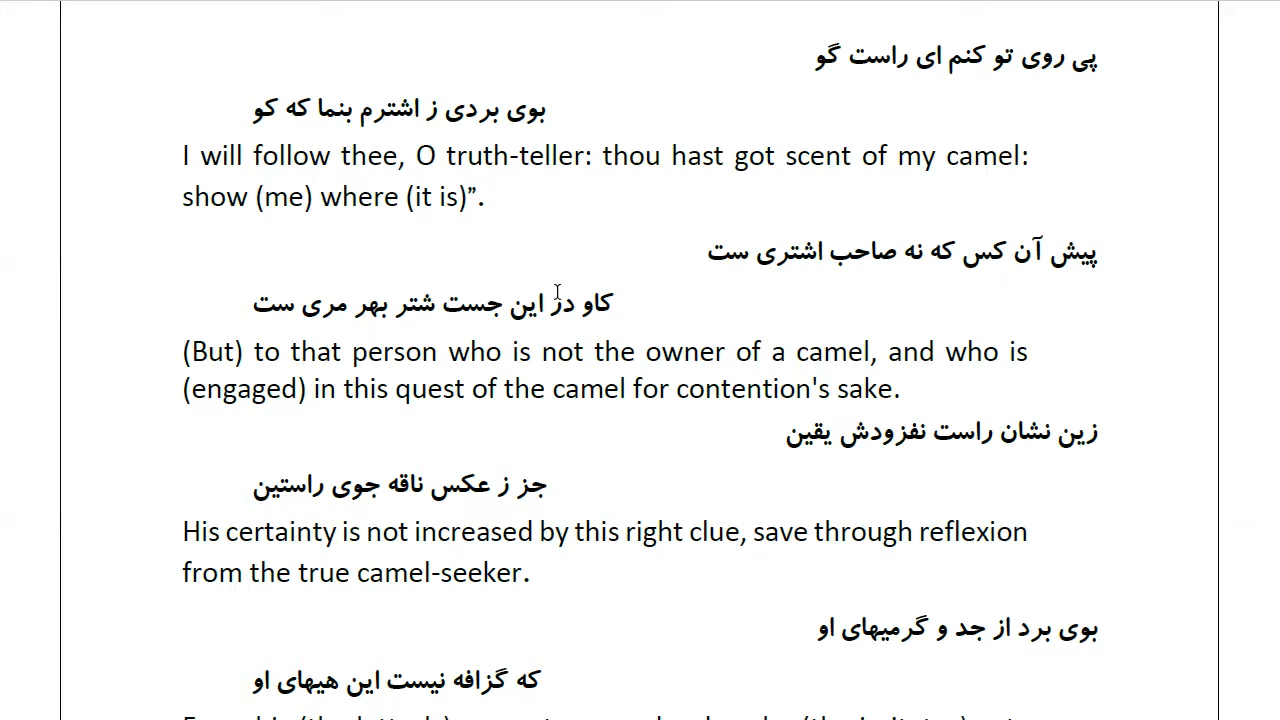 پی روی تو کنم ای راست گو
بوی بردی ز اشترم بنما که کو
I will follow thee, O truth-teller: thou hast got scent of my camel:
show (me) where (it is)”.
پیش آن کس که نه صاحب اشتری ست
کاو در این جست شتر بهر مری ست
(But) to that person who is not the owner of a camel, and who is
(engaged) in this quest of the camel for contention's sake.
زین نشان راست نفزودش یقین
جز ز عکس ناقه جوی راستین
His certainty is not increased by this right clue, save through reflexion
from the true camel-seeker.
بوی برد از جد و گرمیهای او
که گزافه نیست این هیهای او